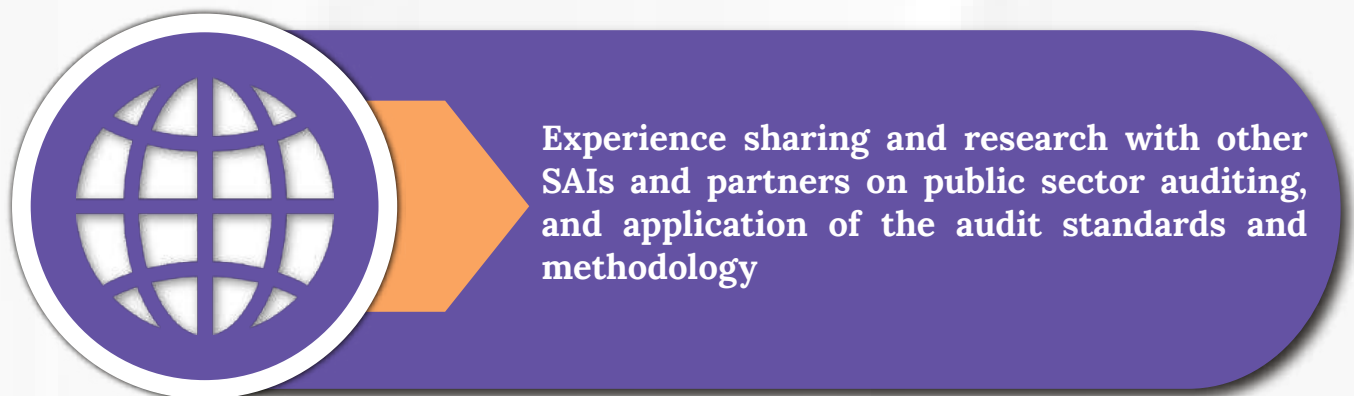 Experience sharing and research with other
SAIs and partners on public sector auditing,
and application of the audit standards and
methodology